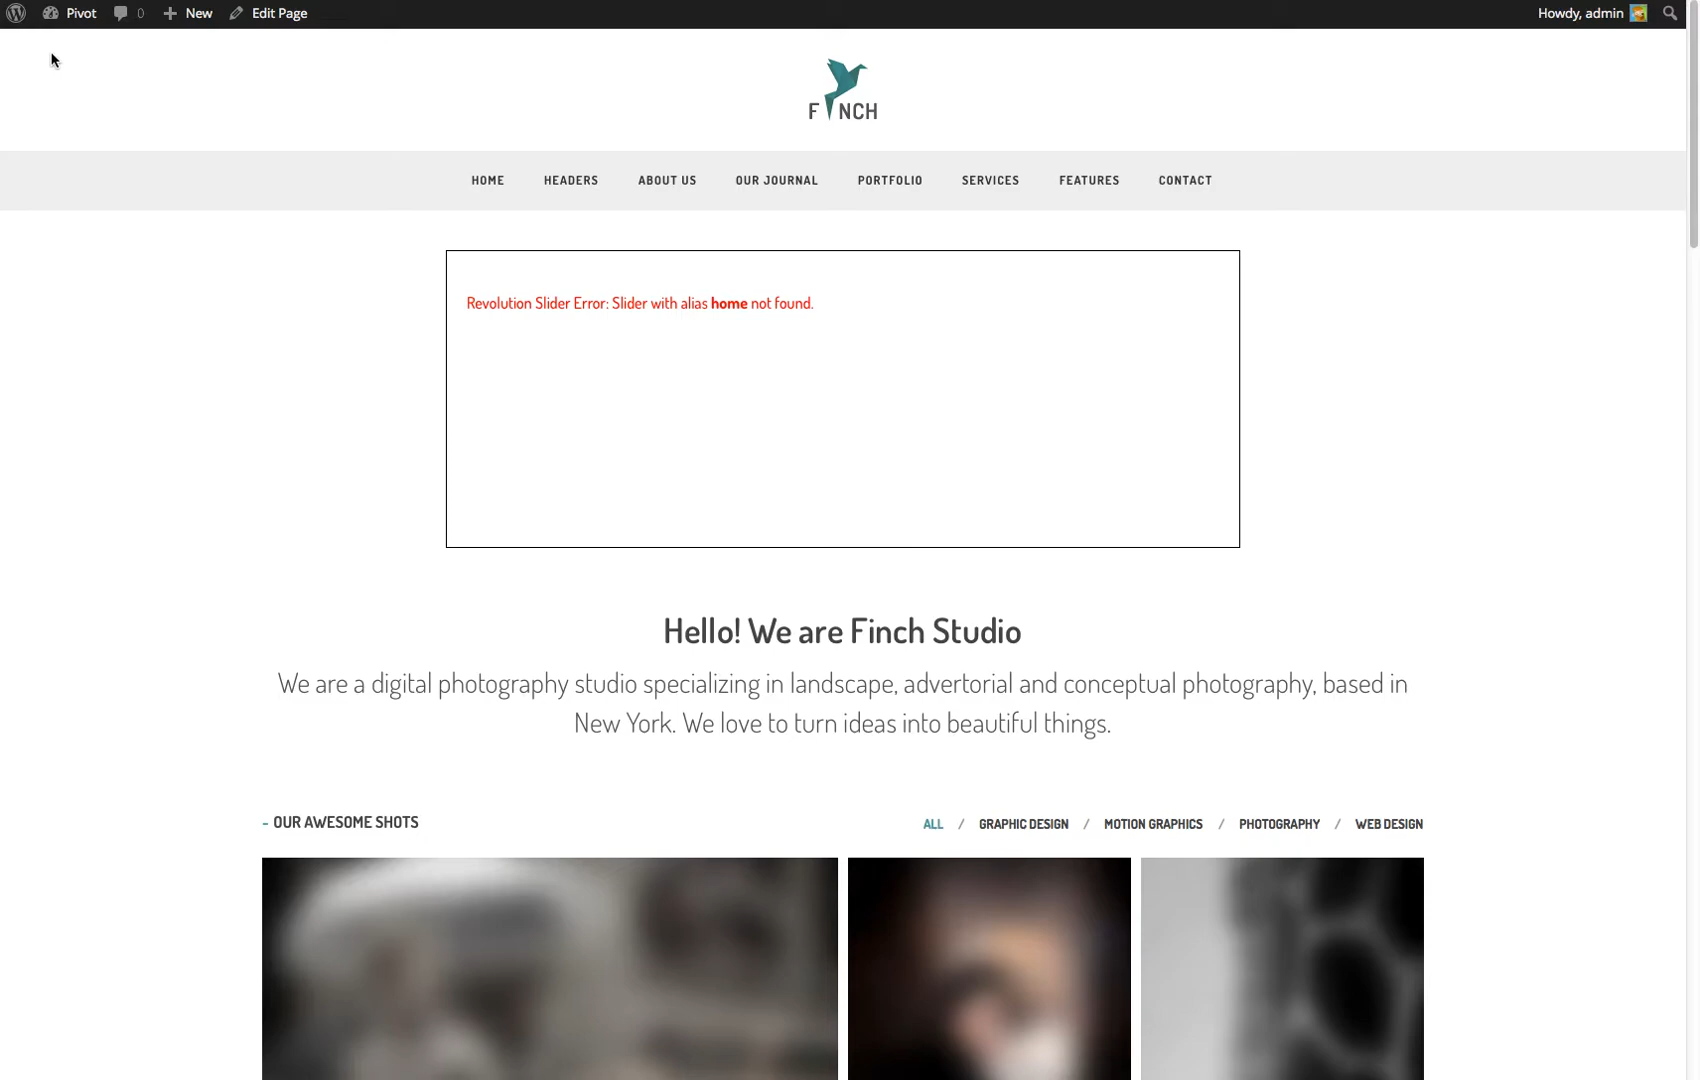 Pivot 0 New Edit Page Howdy, admin
F NCH
HOME HEADERS ABOUT US OUR JOURNAL PORTFOLIO SERVICES FEATURES CONTACT
Revolution Slider Error: Slider with alias home not found.
Hello! We are Finch Studio
We are a digital photography studio specializing in landscape, advertorial and conceptual photography, based in
New York. We love to turn ideas into beautiful things.
- OUR AWESOME SHOTS ALL / GRAPHIC DESIGN / MOTION GRAPHICS / PHOTOGRAPHY / WEB DESIGN